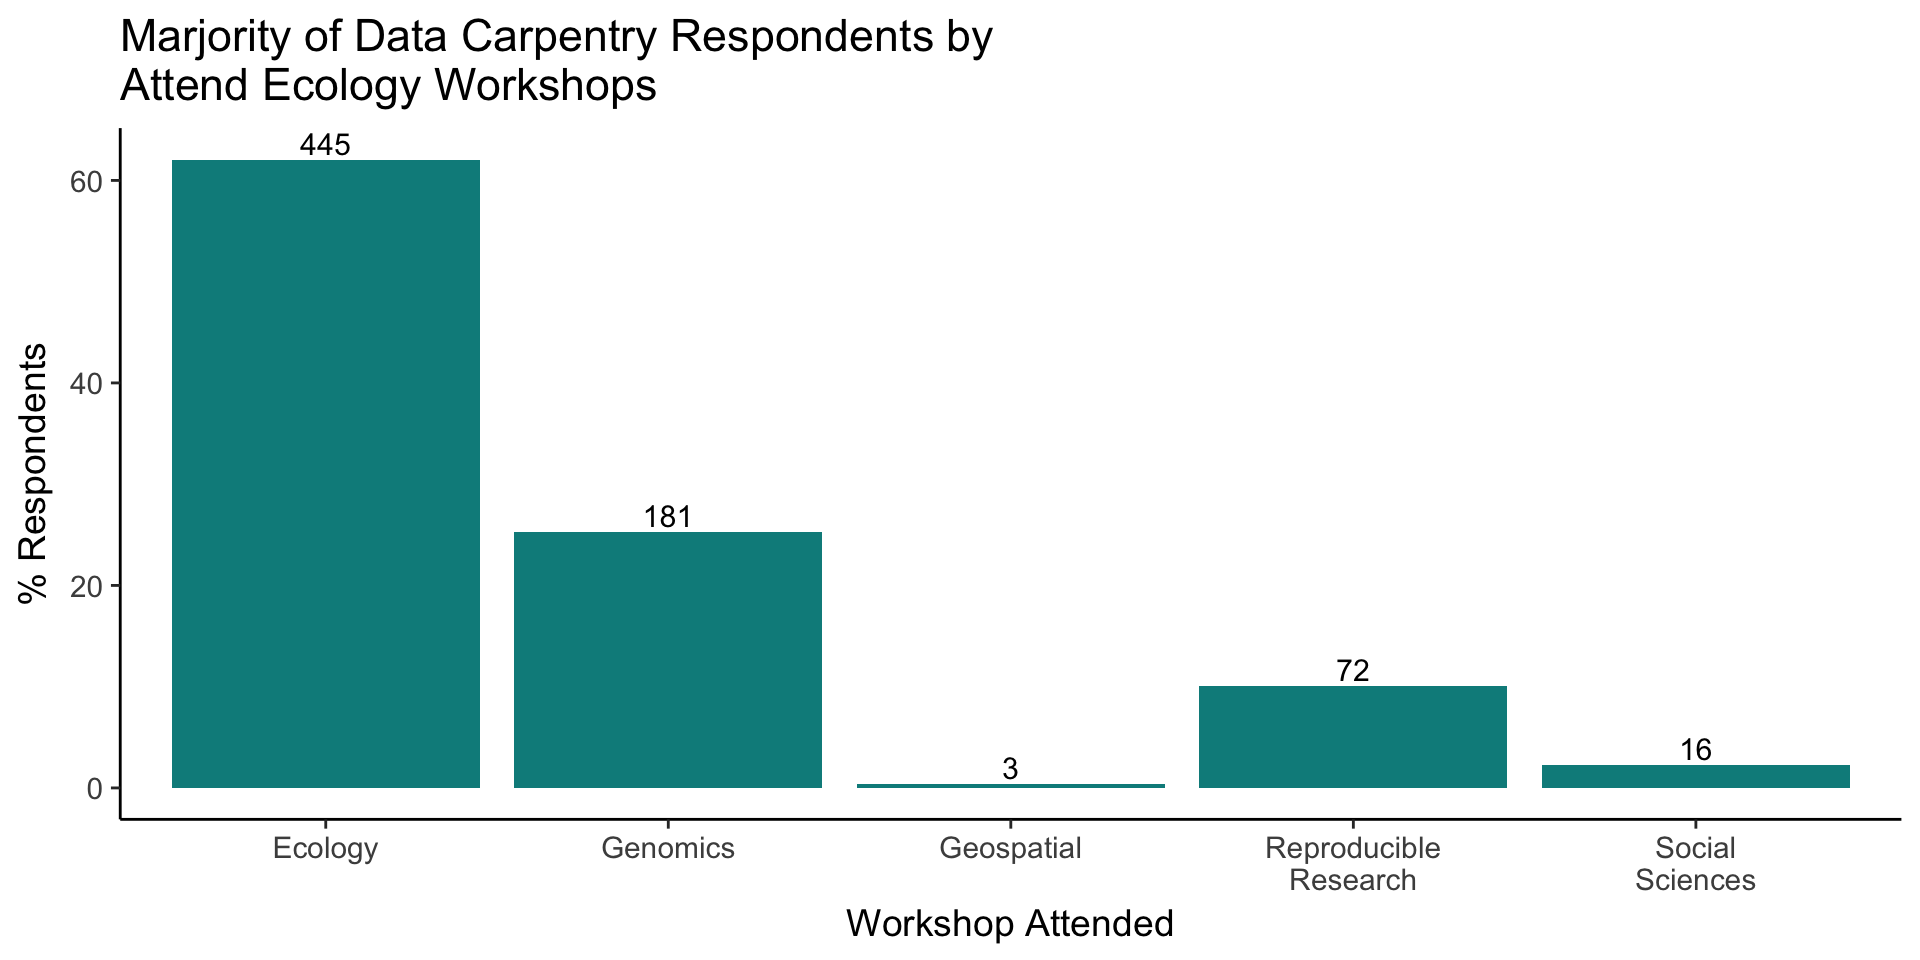 Marjority of Data Carpentry Respondents by
Attend Ecology Workshops
% Respondents
60
40
20
0
445
181
3
72
16
Ecology
Genomics
Geospatial
Reproducible
Research
Social
Sciences
Workshop Attended